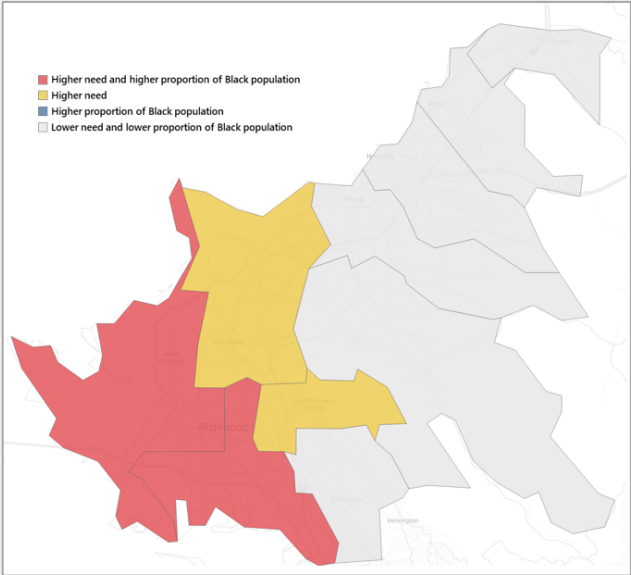 Higher need and higher proportion of Black population
Higher need
Higher proportion of Black population
Lower need and lower proportion of Black population
Richmond
El Cerrito
Kensington